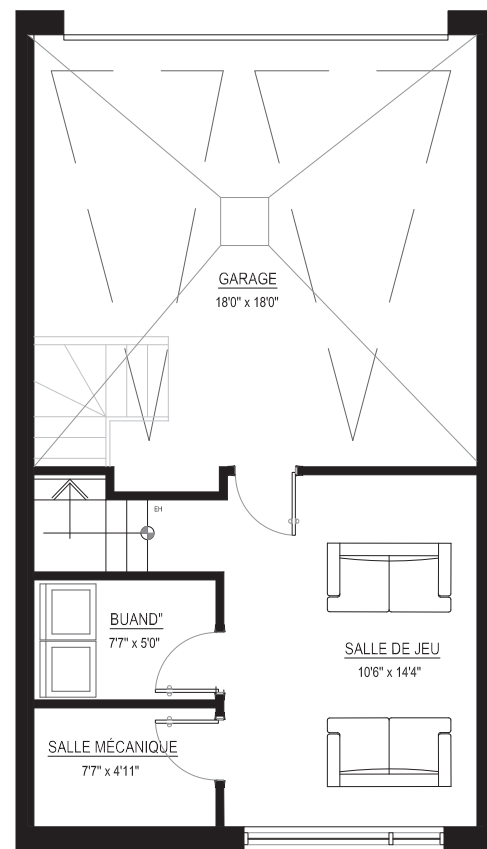 GARAGE
18'0" x 18'0"
EH
BUAND"
7'7" x 5'0"
SALLE DE JEU
10'6" x 14'4"
SALLE MÉCANIQUE
7'7" x 4'11"